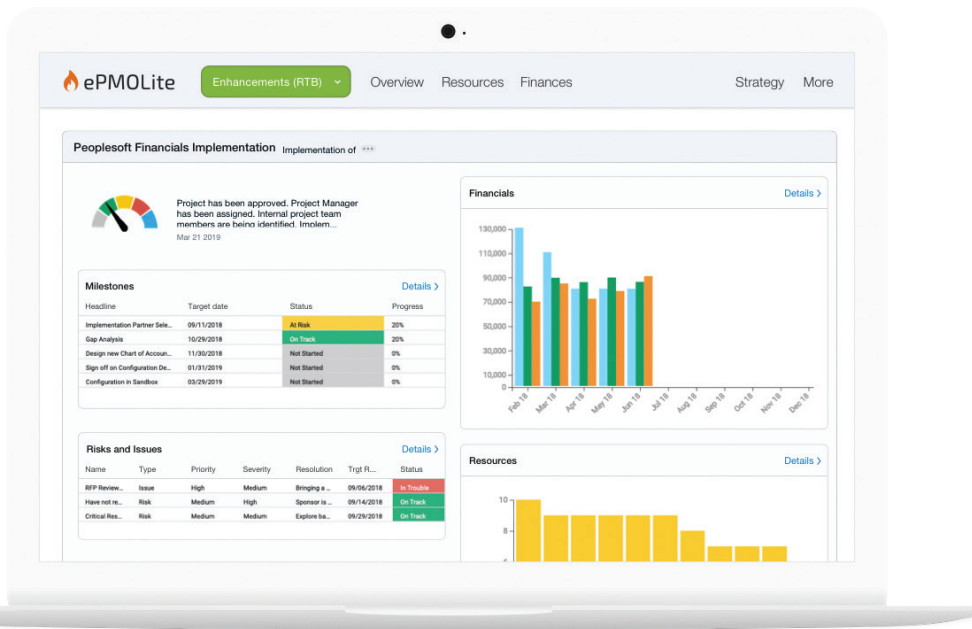 ePMOLite
Enhancements (RTB)
Overview Resources Finances
Strategy More
Peoplesoft Financials Implementation Implementation of •••
Project has been approved. Project Manager
has been assigned. Internal project team
members are being identified. Implem...
Mar 21 2019
Milestones Details >
Headline Target date Status Progress
Implementation Partner Sele... 09/11/2018 At Risk 20%
Gap Analysis 10/29/2018 On Track 20%
Design new Chart of Accoun... 11/30/2018 Not Started 0%
Sign off on Configuration De... 01/31/2019 Not Started 0%
Configuration in Sandbox 03/29/2019 Not Started 0%
Risks and Issues Details >
Name Type Priority Severity Resolution Trgt R... Status
RFP Review... Issue High Medium Bringing a ... 09/06/2018 In Trouble
Have not re... Risk Medium High Sponsor is ... 09/14/2018 On Track
Critical Res... Risk Medium Medium Explore ba... 09/29/2018 On Track
Financials Details >
130,000
110,000
90,000
70,000
50,000
30,000
10,000
0
Feb 18 Mar 18 Apr 18 May 18 Jun 18 Jul 18 Aug 18 Sep 18 Oct 18 Nov 18 Dec 18
Resources Details >
10
8